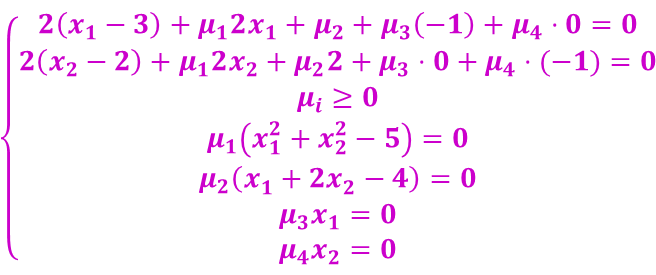 2(x₁ − 3) + μ₁2x₁ + μ₂ + μ₃(−1) + μ₄ · 0 = 0
2(x₂ − 2) + μ₁2x₂ + μ₂2 + μ₃ · 0 + μ₄ · (−1) = 0
μᵢ ≥ 0
μ₁(x₁² + x₂² − 5) = 0
μ₂(x₁ + 2x₂ − 4) = 0
μ₃x₁ = 0
μ₄x₂ = 0